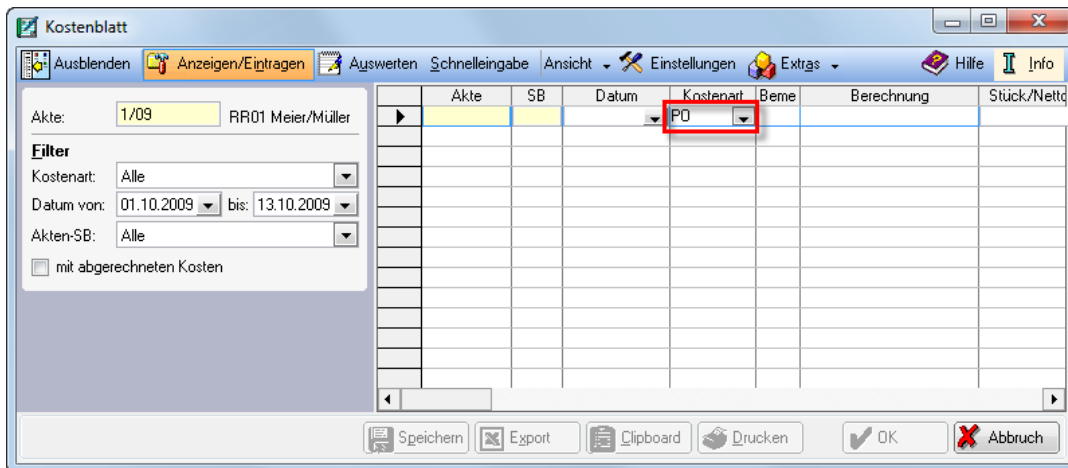 Kostenblatt
Ausblenden Anzeigen/Eintragen Auswerten Schnelleingabe Ansicht Einstellungen Extras Hilfe Info
Akte SB Datum Kostenart Beme Berechnung Stück/Netto
Akte: 1/09 RR01 Meier/Müller PO
Filter
Kostenart: Alle
Datum von: 01.10.2009 bis: 13.10.2009
Akten-SB: Alle
mit abgerechneten Kosten
Speichern Export Clipboard Drucken OK Abbruch